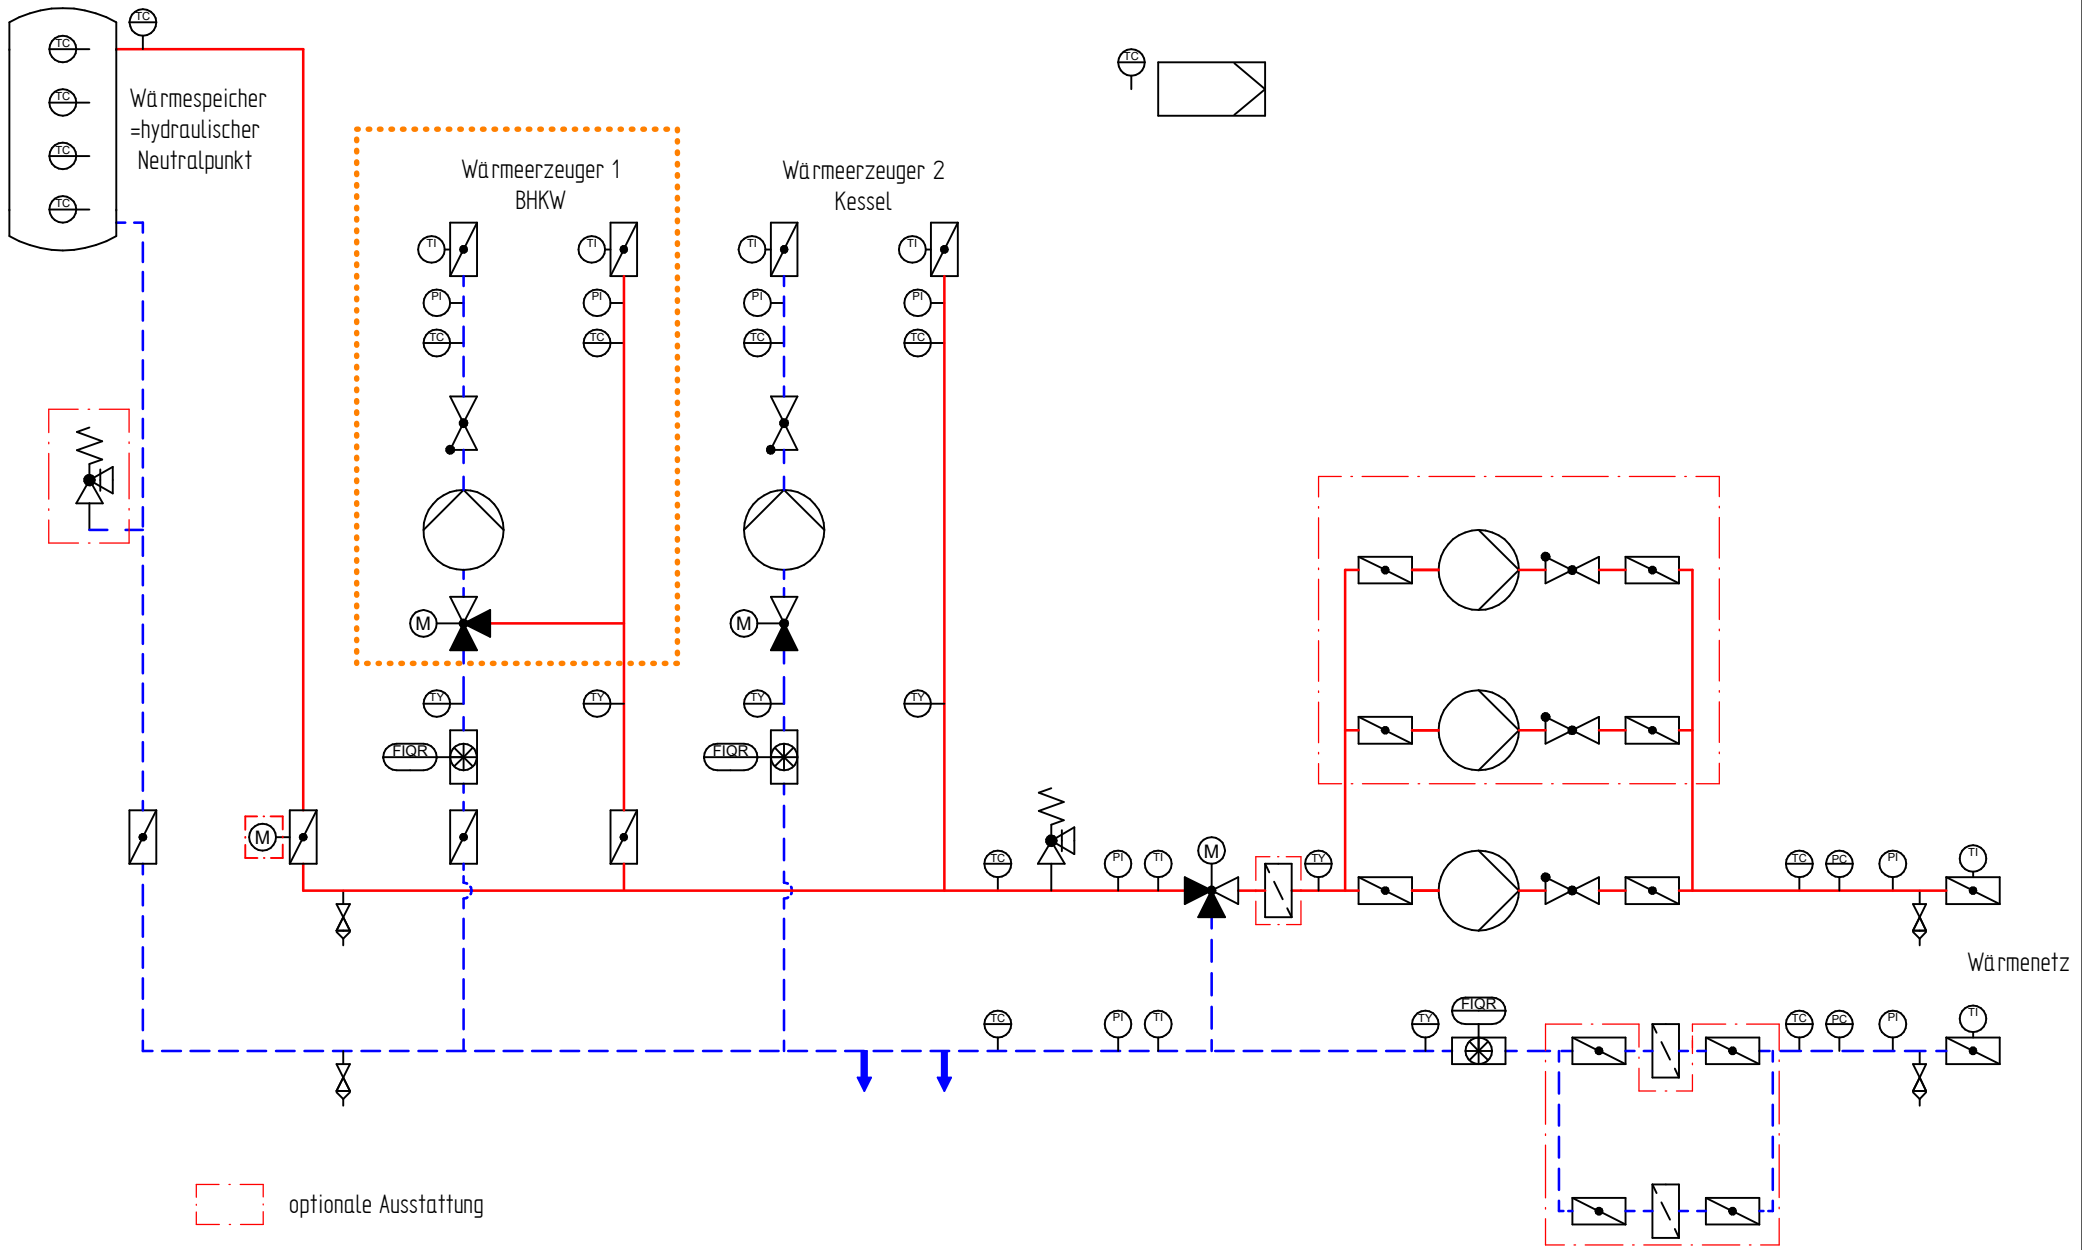 TC
TC
TC
TC
TC
TC
Wärmespeicher
=hydraulischer
Neutralpunkt
Wärmeerzeuger 1
BHKW
Wärmeerzeuger 2
Kessel
TI
TI
TI
TI
PI
PI
PI
PI
TC
TC
TC
TC
M
M
TY
TY
TY
TY
FIQR
FIQR
M
TC
PI
TI
M
TY
TC
PC
PI
TI
Wärmenetz
TC
PI
TI
TY
FIQR
TC
PC
PI
TI
optionale Ausstattung